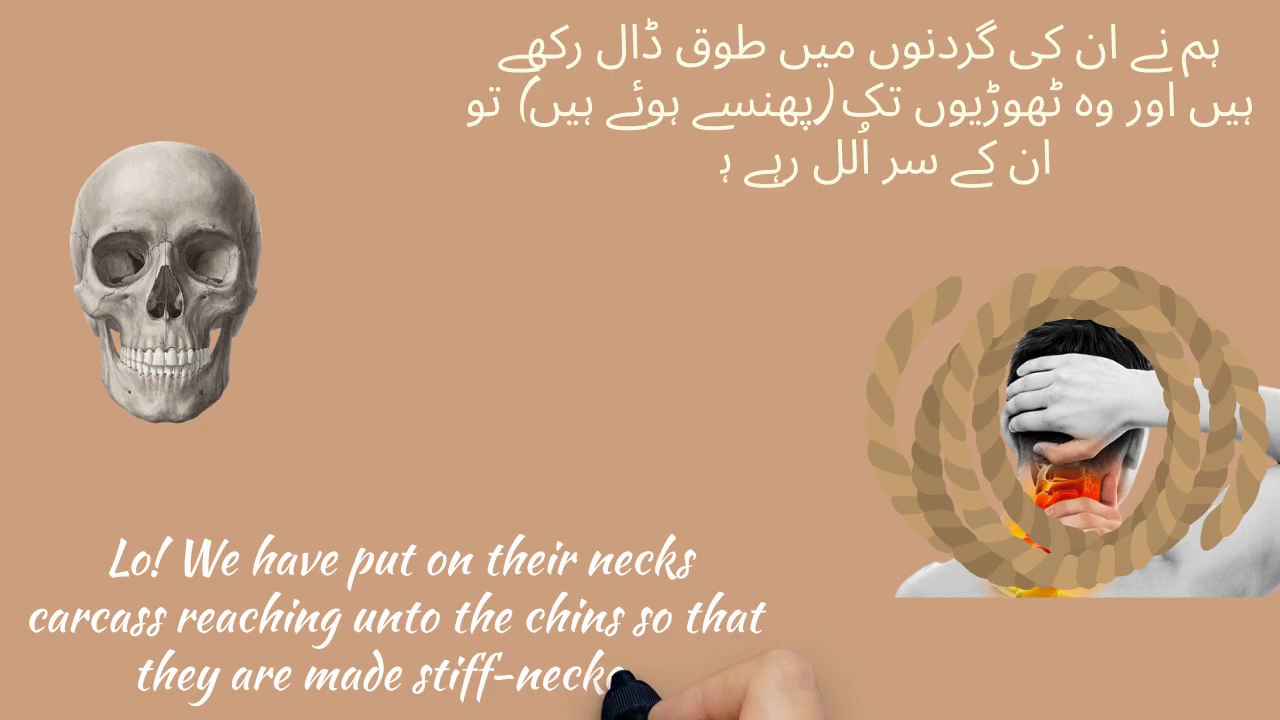 ہم نے ان کی گردنوں میں طوق ڈال رکھے
ہیں اور وہ ٹھوڑیوں تک (پھنسے ہوئے ہیں) تو
ان کے سر اُلل رہے
Lo! We have put on their necks
carcass reaching unto the chins so that
they are made